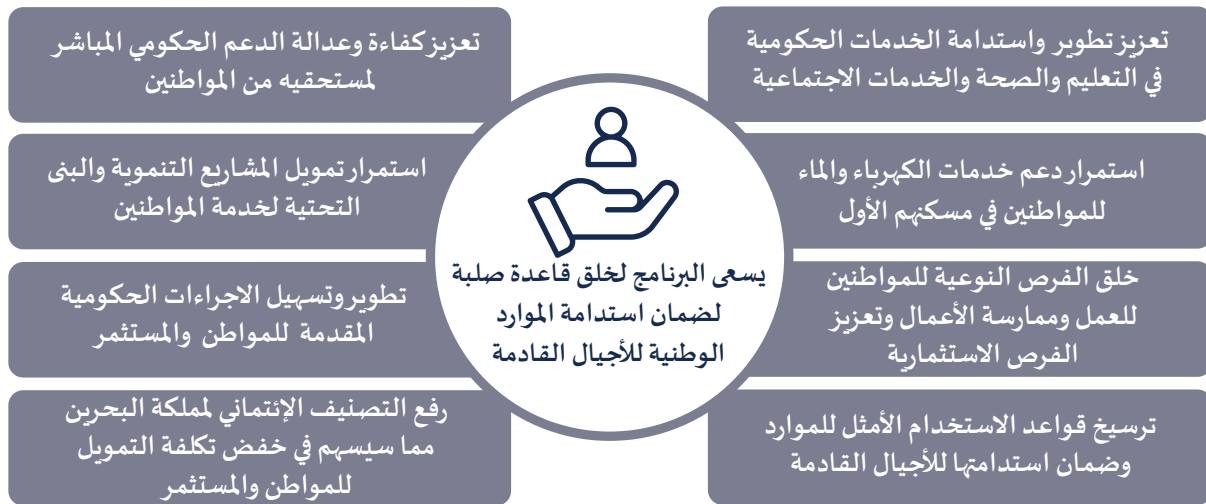 تعزيز تطوير واستدامة الخدمات الحكومية
في التعليم والصحة والخدمات الاجتماعية
استمرار دعم خدمات الكهرباء والماء
للمواطنين في مسكنهم الأول
خلق الفرص النوعية للمواطنين
للعمل وممارسة الأعمال وتعزيز
الفرص الاستثمارية
ترسيخ قواعد الاستخدام الأمثل للموارد
وضمان استدامتها للأجيال القادمة
يسعى البرنامج لخلق قاعدة صلبة
لضمان استدامة الموارد
الوطنية للأجيال القادمة
تعزيز كفاءة وعدالة الدعم الحكومي المباشر
لمستحقيه من المواطنين
استمرار تمويل المشاريع التنموية والبنى
التحتية لخدمة المواطنين
تطوير وتسهيل الاجراءات الحكومية
المقدمة للمواطن والمستثمر
رفع التصنيف الإئتماني لمملكة البحرين
مما سيسهم في خفض تكلفة التمويل
للمواطن والمستثمر